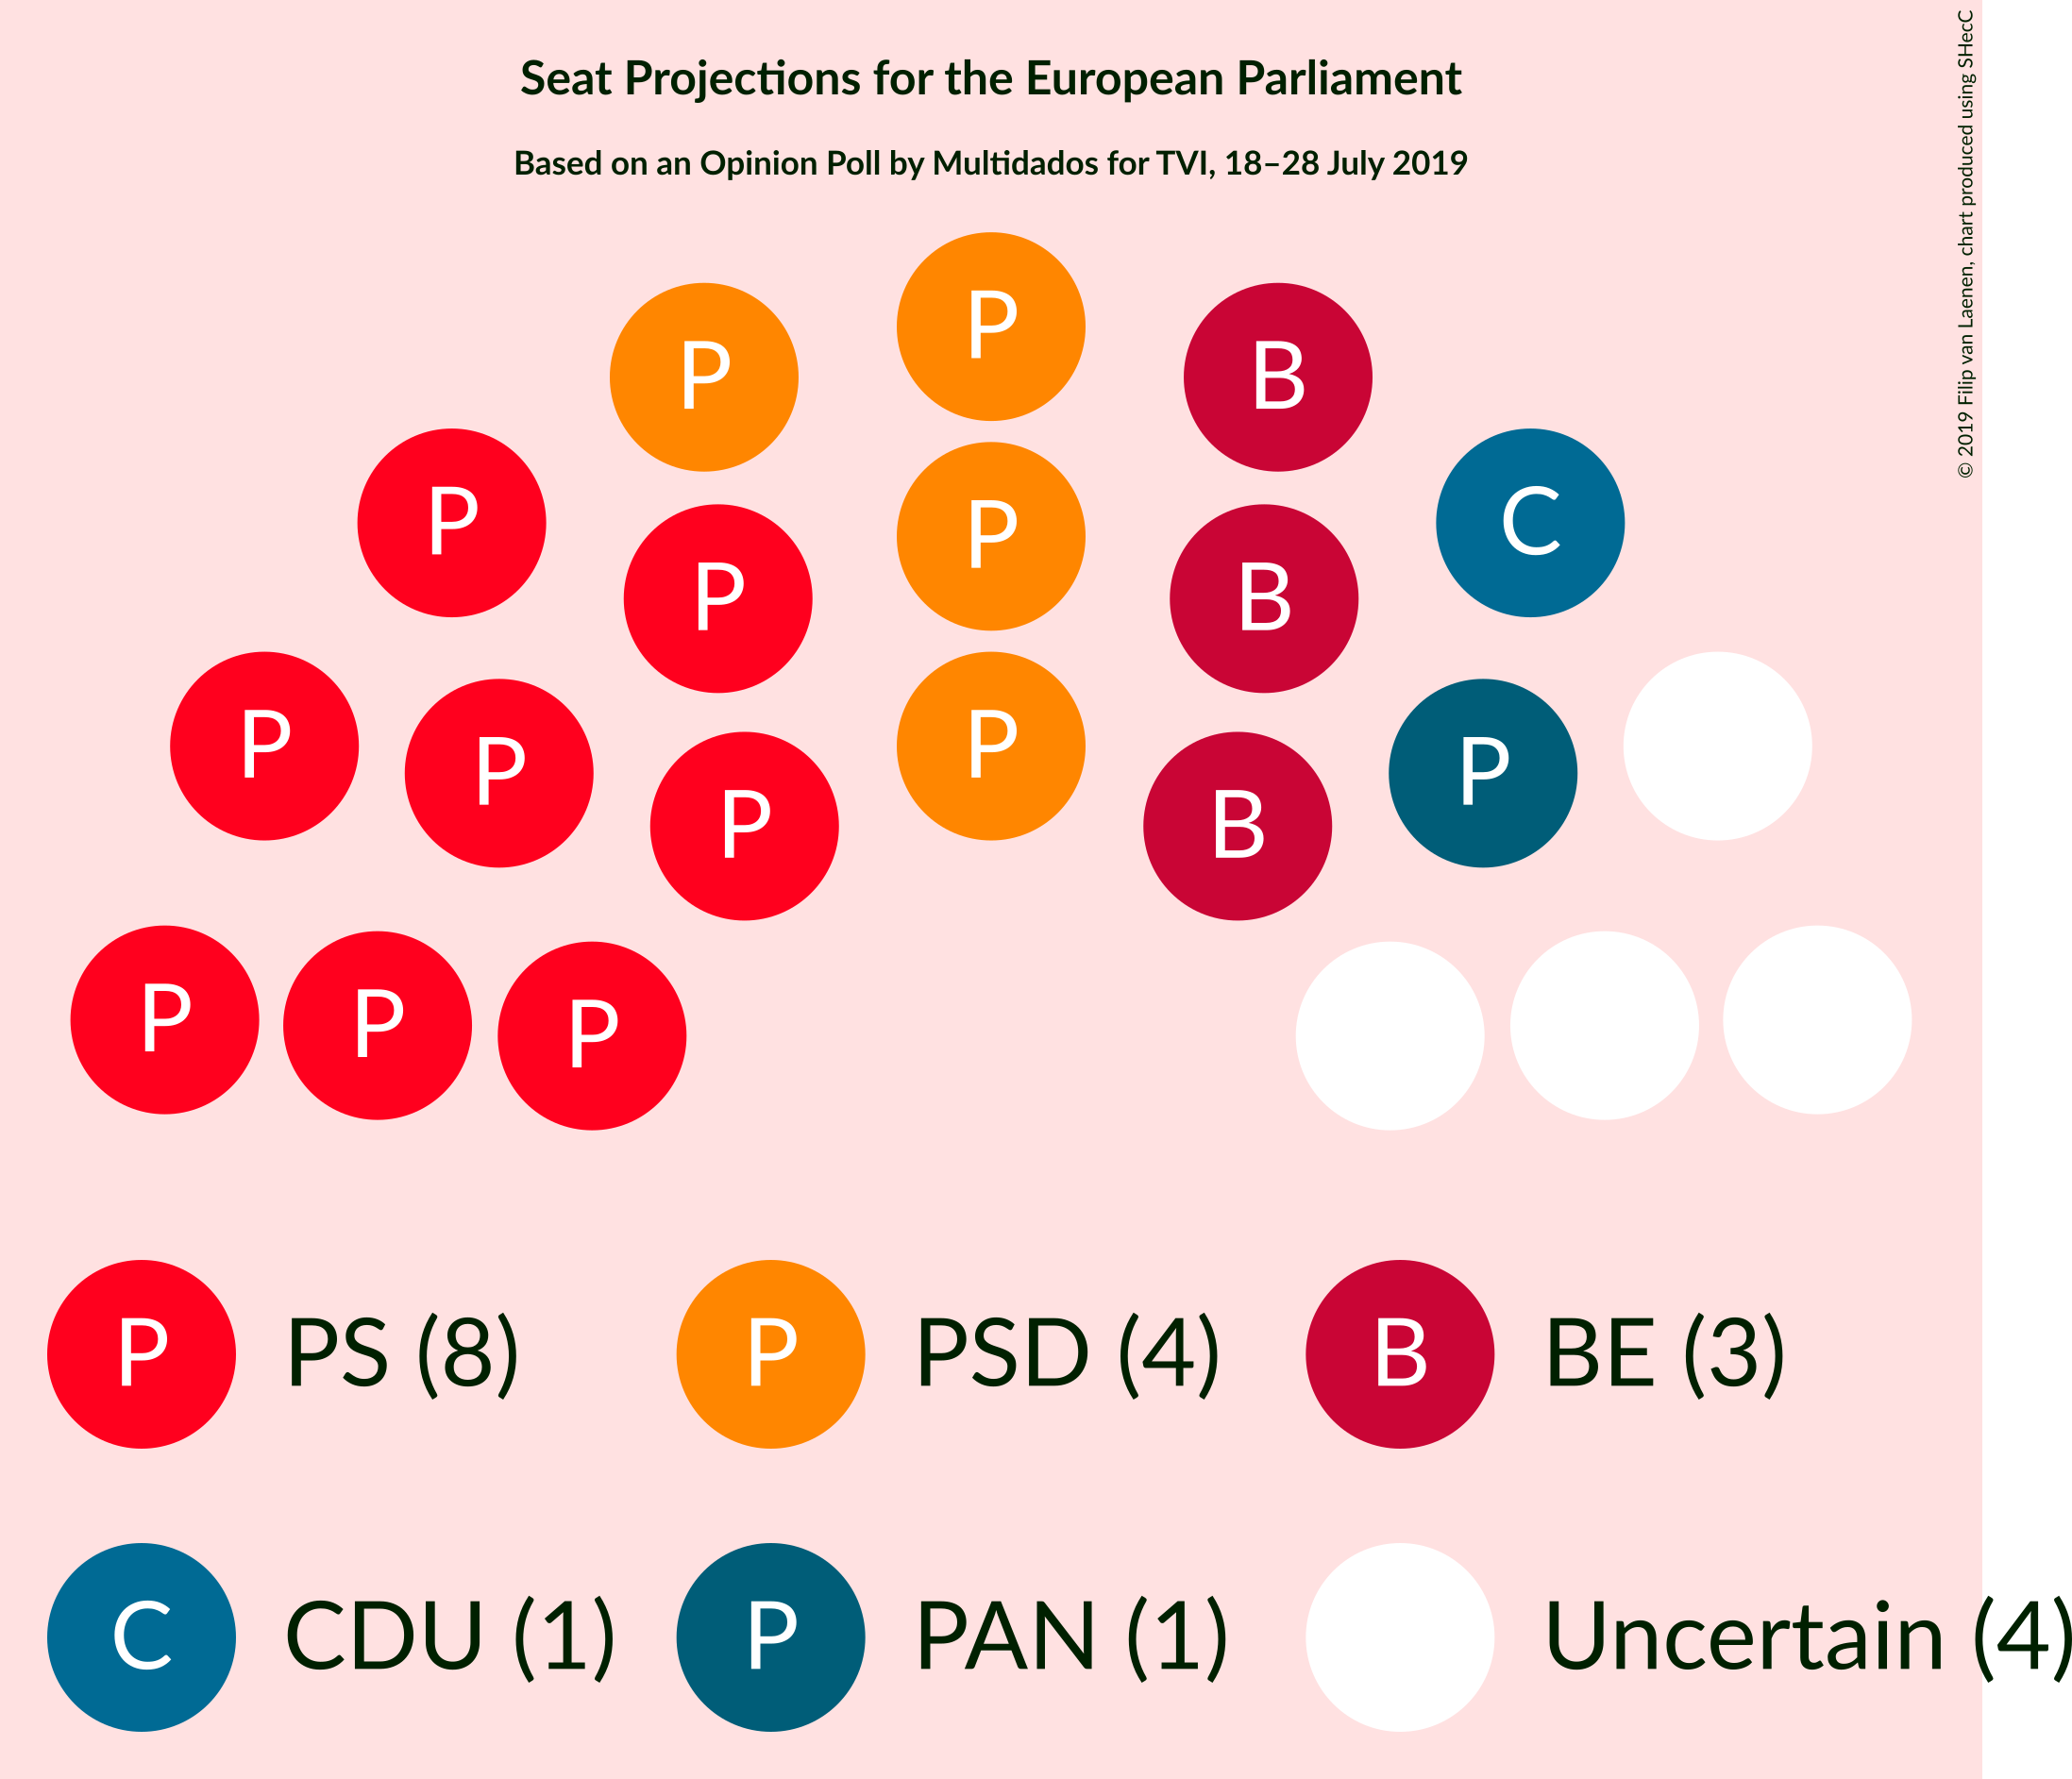 Seat Projections for the European Parliament
Based on an Opinion Poll by Multidados for TVI, 18–28 July 2019
© 2019 Filip van Laenen, chart produced using SHecC
P
P
B
P
P
C
P
P
B
P
P
P
P
P
B
P
P
P
P
PS (8)
P
PSD (4)
B
BE (3)
C
CDU (1)
P
PAN (1)
Uncertain (4)